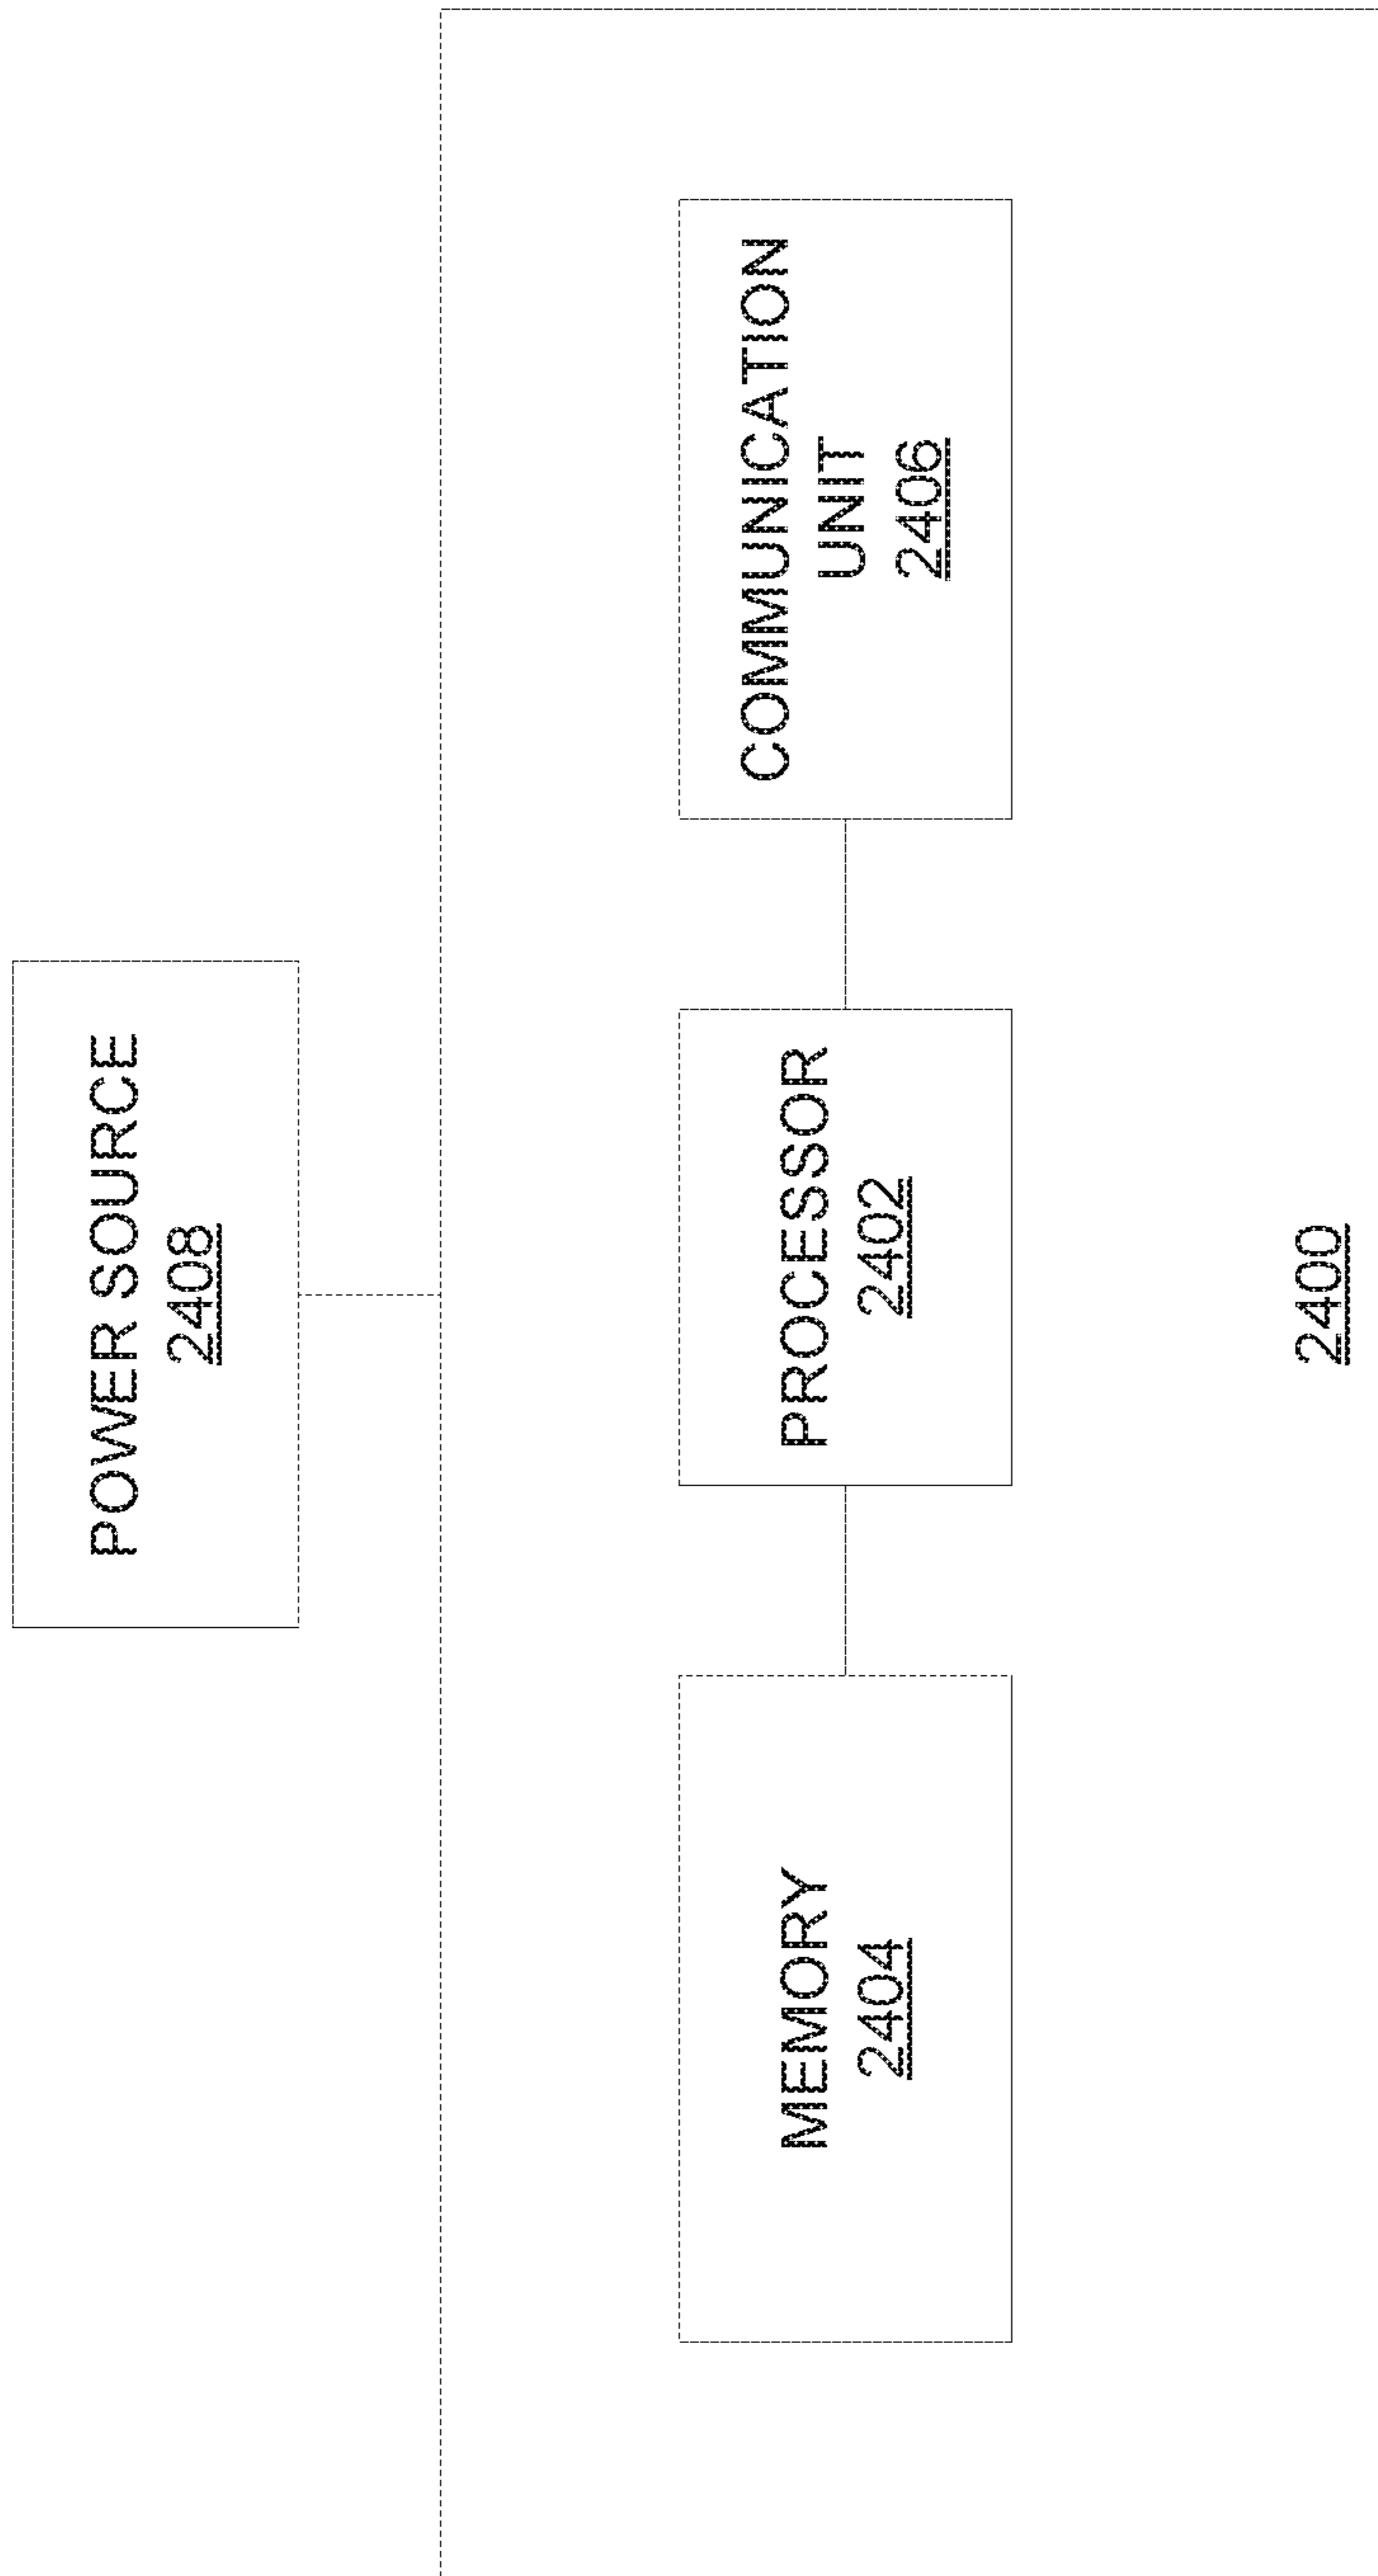 POWER SOURCE
2408
MEMORY
2404
PROCESSOR
2402
COMMUNICATION
UNIT
2406
2400